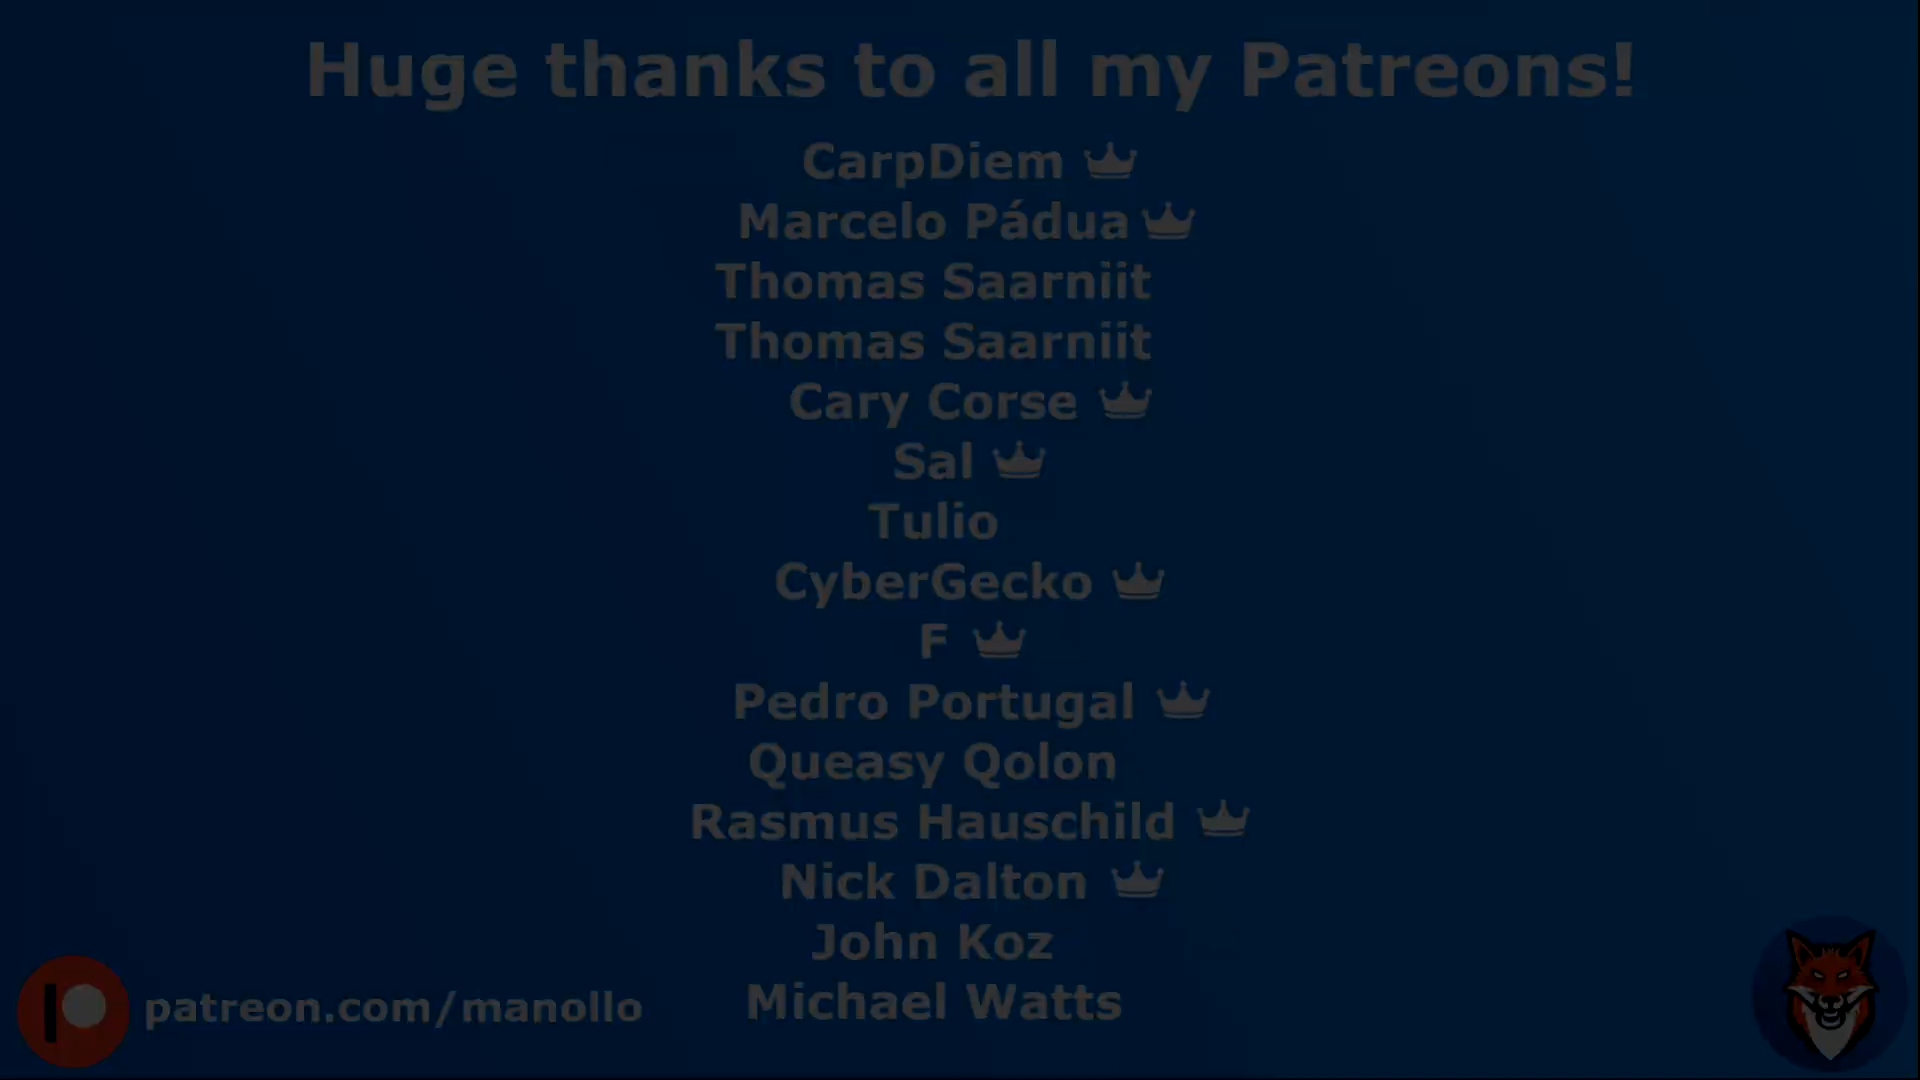 Huge thanks to all my Patreons!
CarpDiem
Marcelo Pádua
Thomas Saarniit
Thomas Saarniit
Cary Corse
Sal
Tulio
CyberGecko
F
Pedro Portugal
Queasy Qolon
Rasmus Hauschild
Nick Dalton
John Koz
Michael Watts
patreon.com/manollo